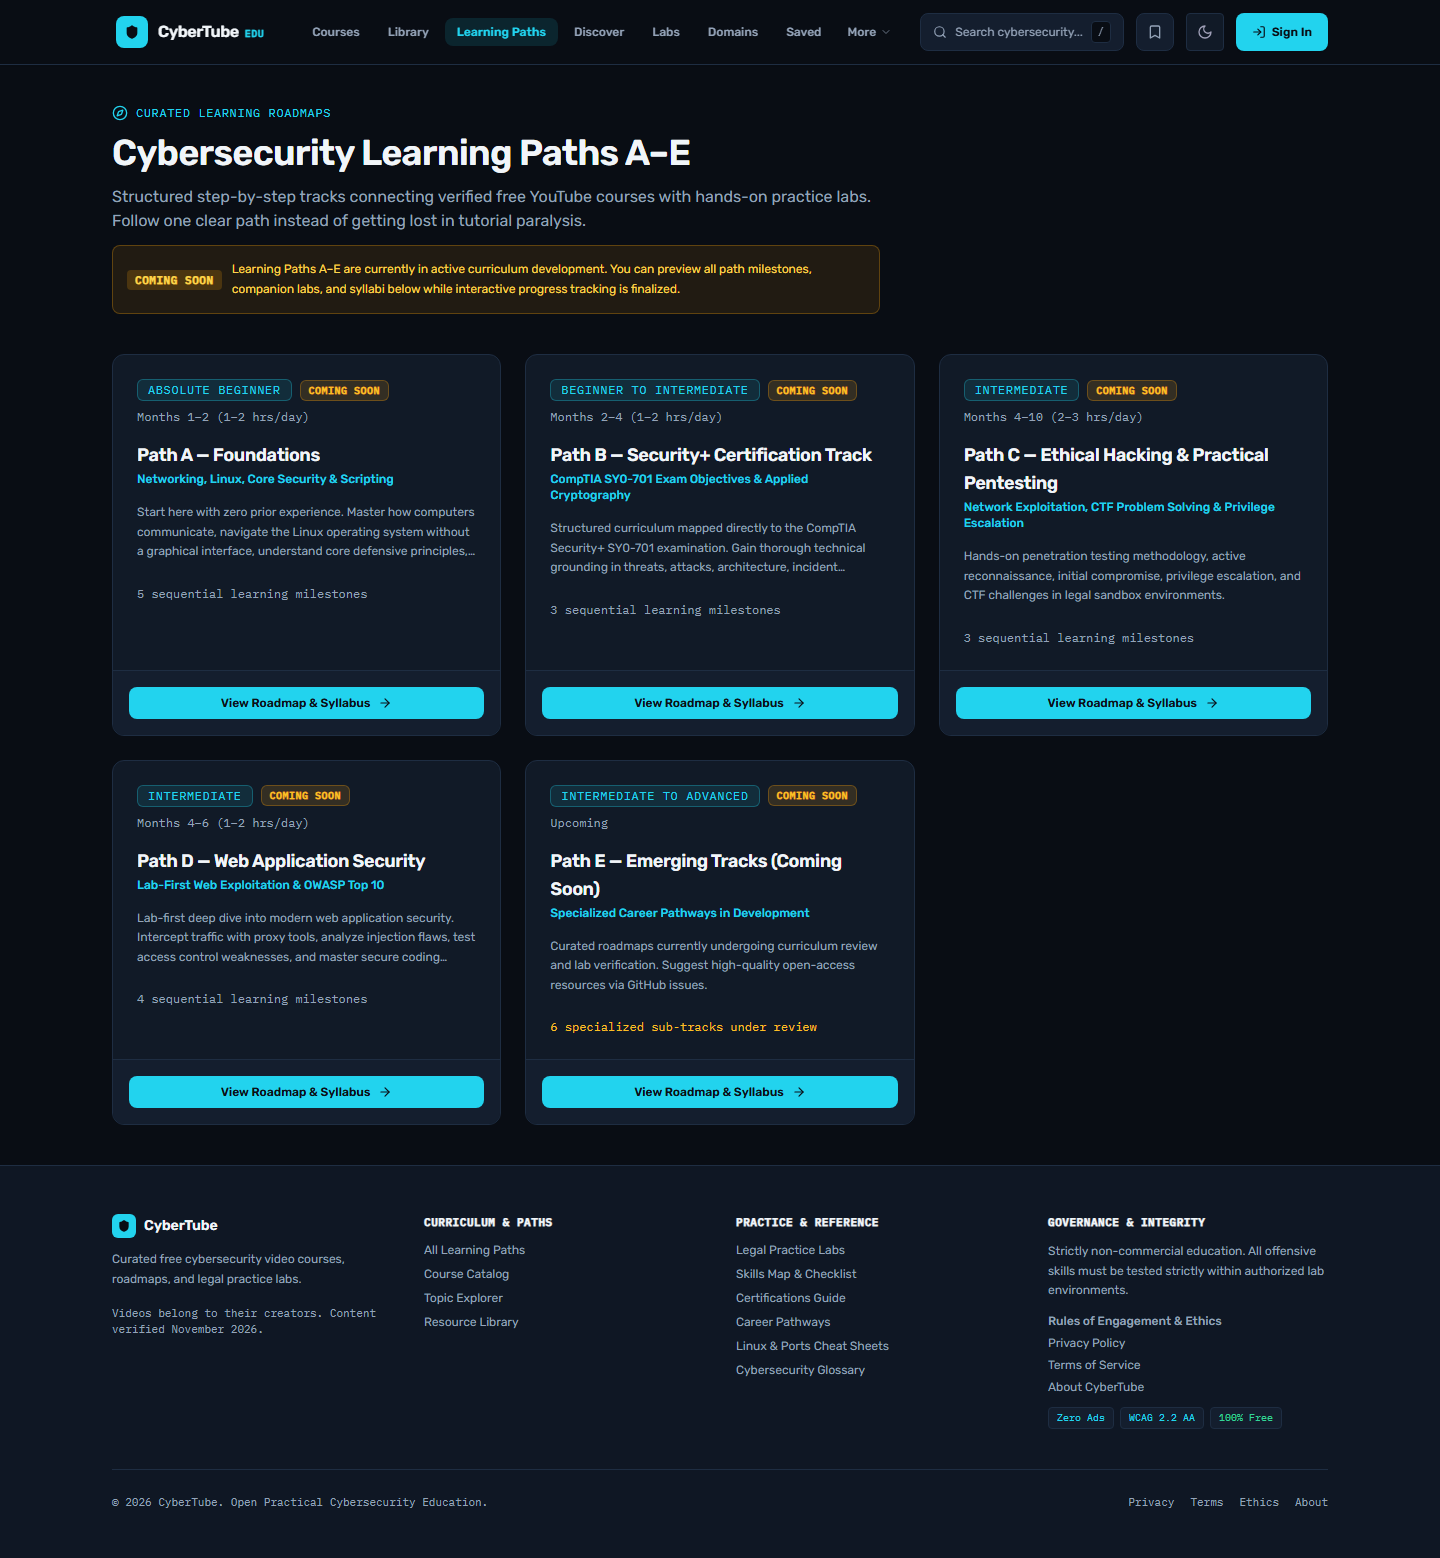 CyberTube EDU
Courses
Library
Learning Paths
Discover
Labs
Domains
Saved
More
Search cybersecurity...
/
Sign In
CURATED LEARNING ROADMAPS
Cybersecurity Learning Paths A–E
Structured step-by-step tracks connecting verified free YouTube courses with hands-on practice labs.
Follow one clear path instead of getting lost in tutorial paralysis.
COMING SOON
Learning Paths A–E are currently in active curriculum development. You can preview all path milestones,
companion labs, and syllabi below while interactive progress tracking is finalized.
ABSOLUTE BEGINNER
COMING SOON
Months 1–2 (1–2 hrs/day)
Path A — Foundations
Networking, Linux, Core Security & Scripting
Start here with zero prior experience. Master how computers
communicate, navigate the Linux operating system without
a graphical interface, understand core defensive principles,…
5 sequential learning milestones
View Roadmap & Syllabus
BEGINNER TO INTERMEDIATE
COMING SOON
Months 2–4 (1–2 hrs/day)
Path B — Security+ Certification Track
CompTIA SY0-701 Exam Objectives & Applied
Cryptography
Structured curriculum mapped directly to the CompTIA
Security+ SY0-701 examination. Gain thorough technical
grounding in threats, attacks, architecture, incident…
3 sequential learning milestones
View Roadmap & Syllabus
INTERMEDIATE
COMING SOON
Months 4–10 (2–3 hrs/day)
Path C — Ethical Hacking & Practical
Pentesting
Network Exploitation, CTF Problem Solving & Privilege
Escalation
Hands-on penetration testing methodology, active
reconnaissance, initial compromise, privilege escalation, and
CTF challenges in legal sandbox environments.
3 sequential learning milestones
View Roadmap & Syllabus
INTERMEDIATE
COMING SOON
Months 4–6 (1–2 hrs/day)
Path D — Web Application Security
Lab-First Web Exploitation & OWASP Top 10
Lab-first deep dive into modern web application security.
Intercept traffic with proxy tools, analyze injection flaws, test
access control weaknesses, and master secure coding…
4 sequential learning milestones
View Roadmap & Syllabus
INTERMEDIATE TO ADVANCED
COMING SOON
Upcoming
Path E — Emerging Tracks (Coming
Soon)
Specialized Career Pathways in Development
Curated roadmaps currently undergoing curriculum review
and lab verification. Suggest high-quality open-access
resources via GitHub issues.
6 specialized sub-tracks under review
View Roadmap & Syllabus
CyberTube
Curated free cybersecurity video courses,
roadmaps, and legal practice labs.
Videos belong to their creators. Content
verified November 2026.
CURRICULUM & PATHS
All Learning Paths
Course Catalog
Topic Explorer
Resource Library
PRACTICE & REFERENCE
Legal Practice Labs
Skills Map & Checklist
Certifications Guide
Career Pathways
Linux & Ports Cheat Sheets
Cybersecurity Glossary
GOVERNANCE & INTEGRITY
Strictly non-commercial education. All offensive
skills must be tested strictly within authorized lab
environments.
Rules of Engagement & Ethics
Privacy Policy
Terms of Service
About CyberTube
Zero Ads
WCAG 2.2 AA
100% Free
© 2026 CyberTube. Open Practical Cybersecurity Education.
Privacy
Terms
Ethics
About